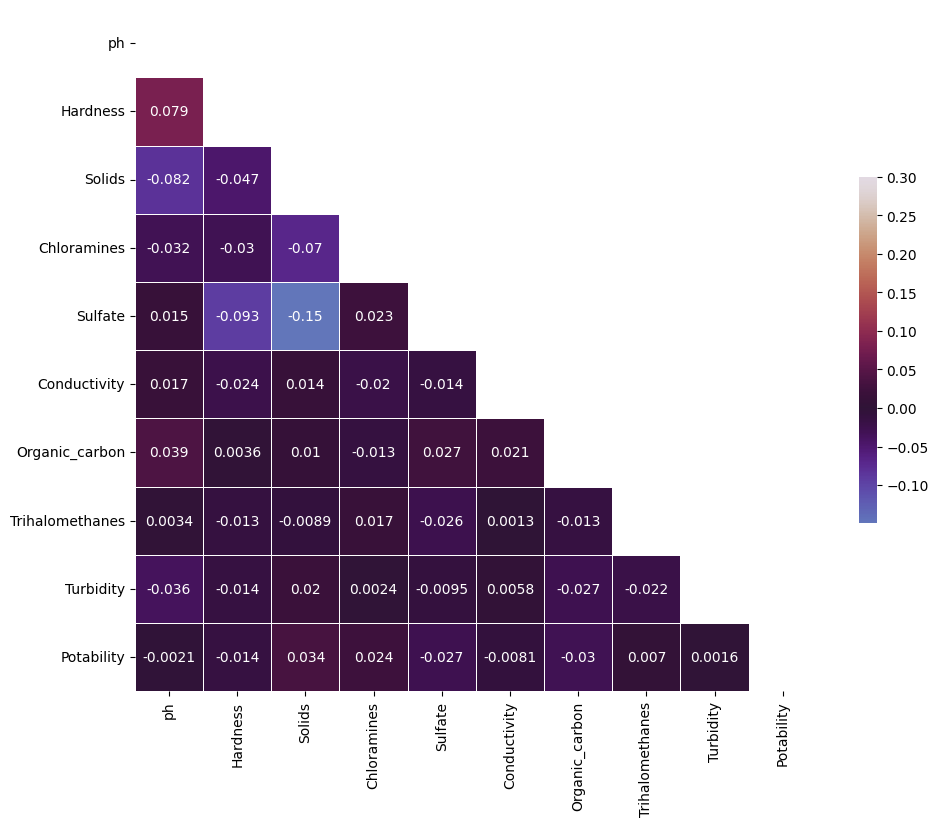 ph
Hardness 0.079
Solids -0.082 -0.047
Chloramines -0.032 -0.03 -0.07
Sulfate 0.015 -0.093 -0.15 0.023
Conductivity 0.017 -0.024 0.014 -0.02 -0.014
Organic_carbon 0.039 0.0036 0.01 -0.013 0.027 0.021
Trihalomethanes 0.0034 -0.013 -0.0089 0.017 -0.026 0.0013 -0.013
Turbidity -0.036 -0.014 0.02 0.0024 -0.0095 0.0058 -0.027 -0.022
Potability -0.0021 -0.014 0.034 0.024 -0.027 -0.0081 -0.03 0.007 0.0016
ph
Hardness
Solids
Chloramines
Sulfate
Conductivity
Organic_carbon
Trihalomethanes
Turbidity
Potability
0.30
0.25
0.20
0.15
0.10
0.05
0.00
−0.05
−0.10